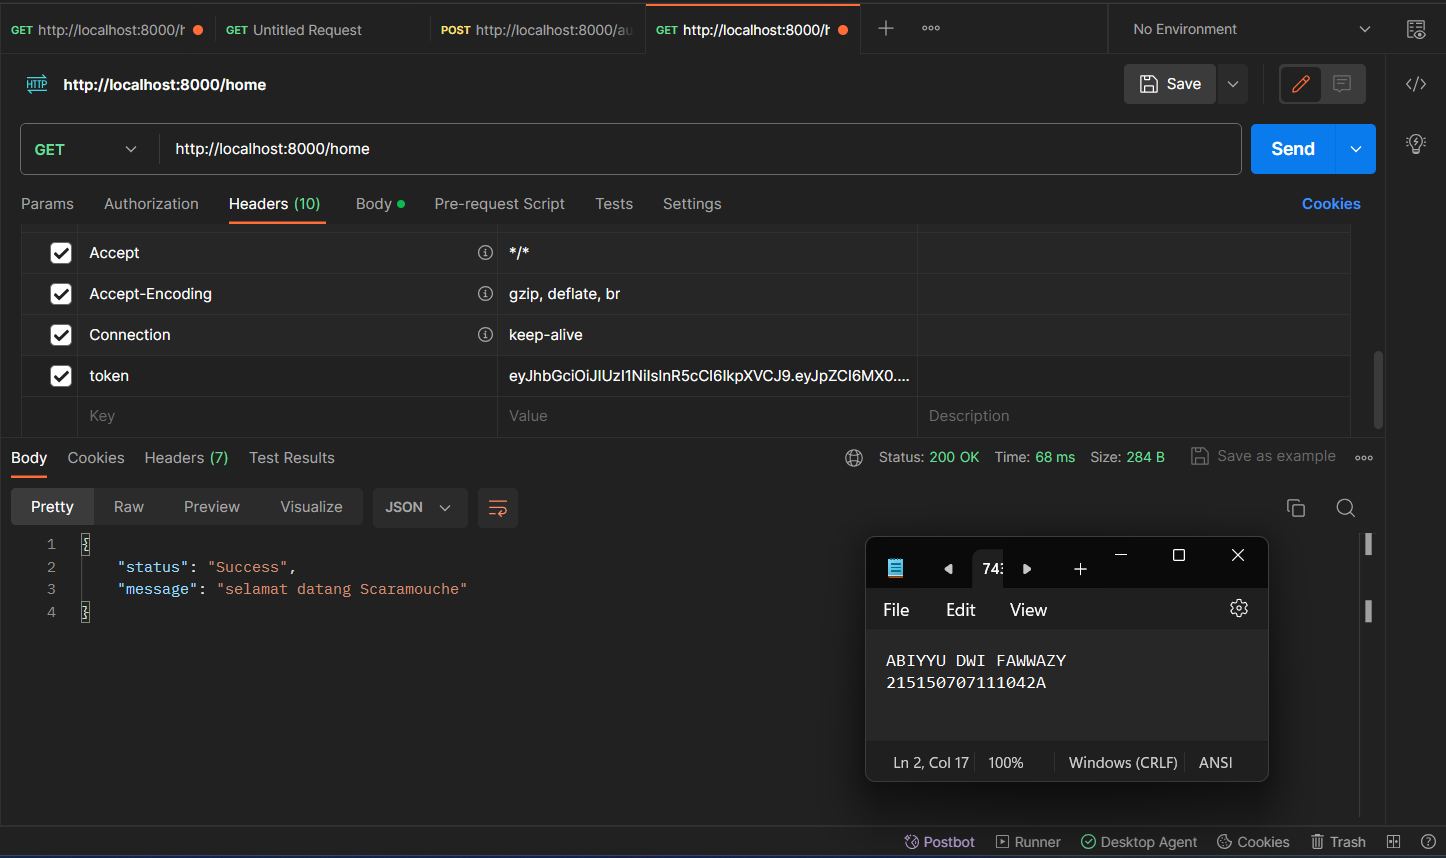 GET http://localhost:8000/h
GET Untitled Request
POST http://localhost:8000/au
GET http://localhost:8000/h
No Environment
HTTP http://localhost:8000/home
Save
GET http://localhost:8000/home
Send
Params Authorization Headers (10) Body Pre-request Script Tests Settings Cookies
Accept */*
Accept-Encoding gzip, deflate, br
Connection keep-alive
token eyJhbGciOiJIUzI1NiIsInR5cCI6IkpXVCJ9.eyJpZCI6MX0....
Key Value Description
Body Cookies Headers (7) Test Results Status: 200 OK Time: 68 ms Size: 284 B Save as example
Pretty Raw Preview Visualize JSON
1 {
2 "status": "Success",
3 "message": "selamat datang Scaramouche"
4 }
743
File Edit View
ABIYYU DWI FAWWAZY
215150707111042A
Ln 2, Col 17 100% Windows (CRLF) ANSI
Postbot Runner Desktop Agent Cookies Trash